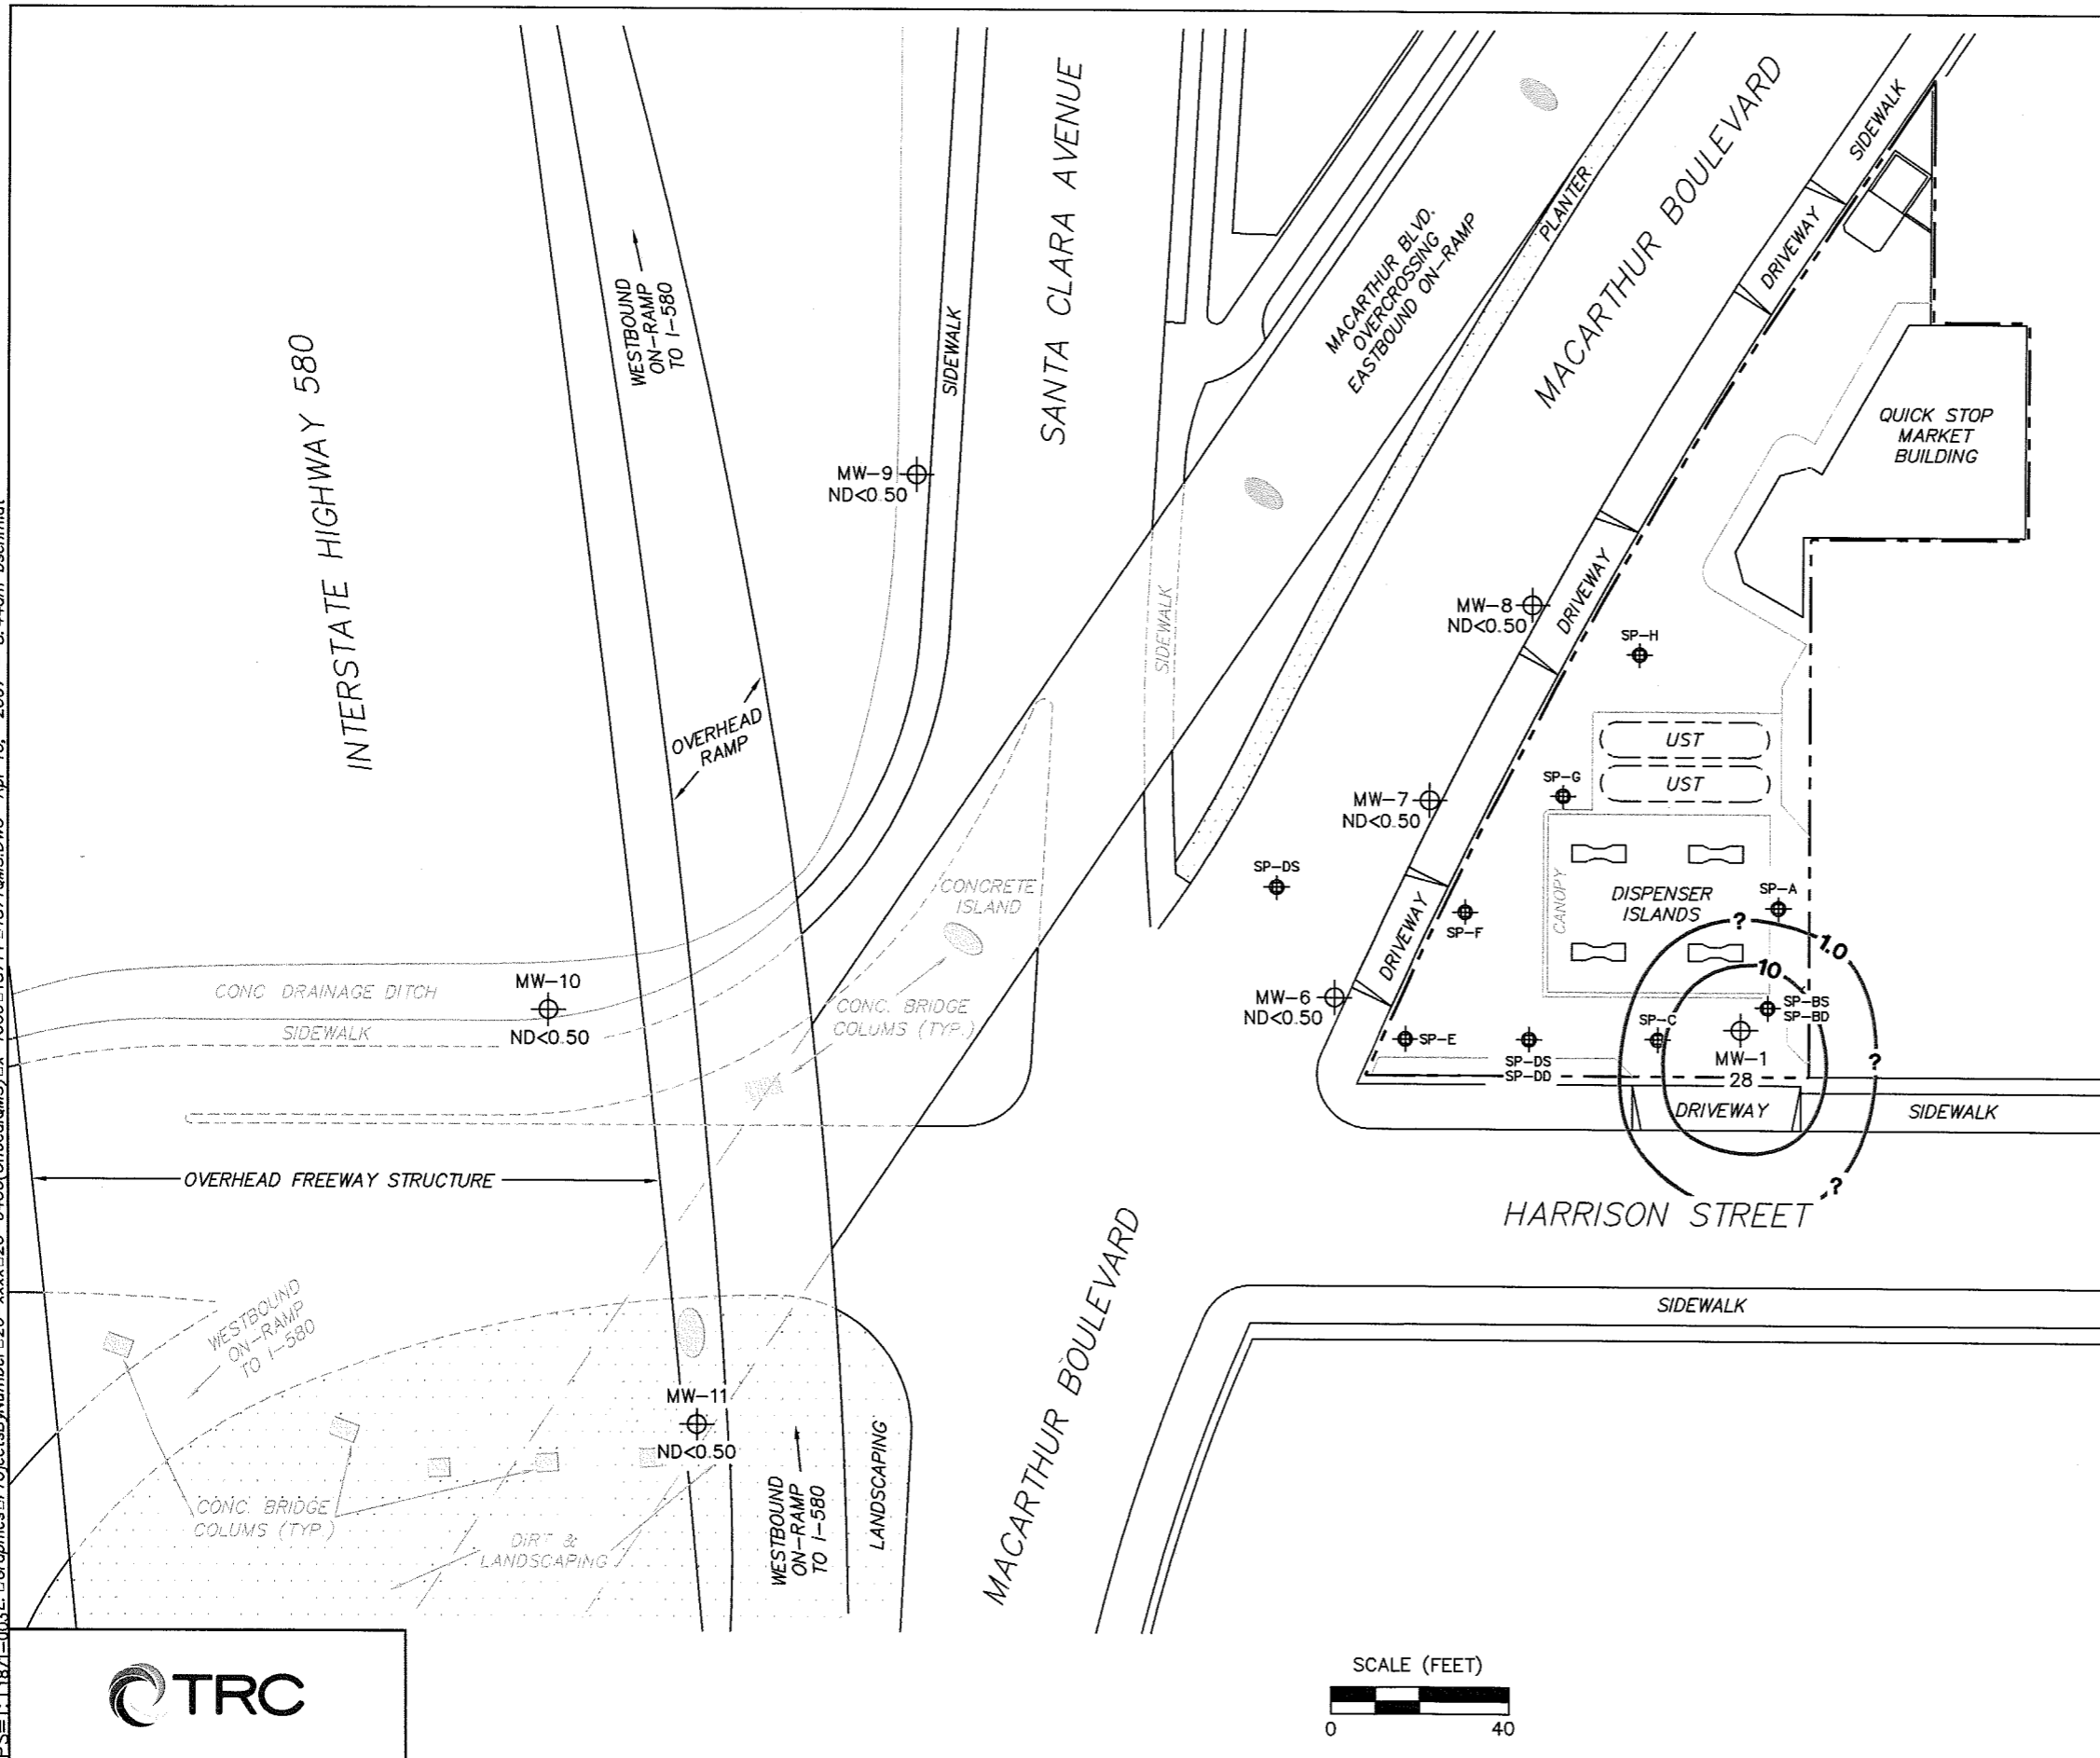 INTERSTATE HIGHWAY 580
WESTBOUND
ON-RAMP
TO I-580
SIDEWALK
SANTA CLARA AVENUE
MACARTHUR BLVD.
OVERCROSSING
EASTBOUND ON-RAMP
PLANTER
MACARTHUR BOULEVARD
SIDEWALK
DRIVEWAY
QUICK STOP
MARKET
BUILDING
MW-9
ND<0.50
SIDEWALK
MW-8
ND<0.50
DRIVEWAY
SP-H
OVERHEAD
RAMP
UST
UST
SP-G
MW-7
ND<0.50
SP-DS
CONCRETE
ISLAND
DRIVEWAY
SP-F
CANOPY
DISPENSER
ISLANDS
SP-A
?
1.0
10
CONC DRAINAGE DITCH
SIDEWALK
MW-10
ND<0.50
CONC. BRIDGE
COLUMS (TYP.)
MW-6
ND<0.50
SP-E
SP-DS
SP-DD
SP-C
SP-BS
SP-BD
MW-1
28
?
DRIVEWAY
SIDEWALK
?
OVERHEAD FREEWAY STRUCTURE
HARRISON STREET
SIDEWALK
WESTBOUND
ON-RAMP
TO I-580
MACARTHUR BOULEVARD
MW-11
ND<0.50
CONC. BRIDGE
COLUMS (TYP.)
DIRT &
LANDSCAPING
WESTBOUND
ON-RAMP
TO I-580
LANDSCAPING
TRC
SCALE (FEET)
0 40